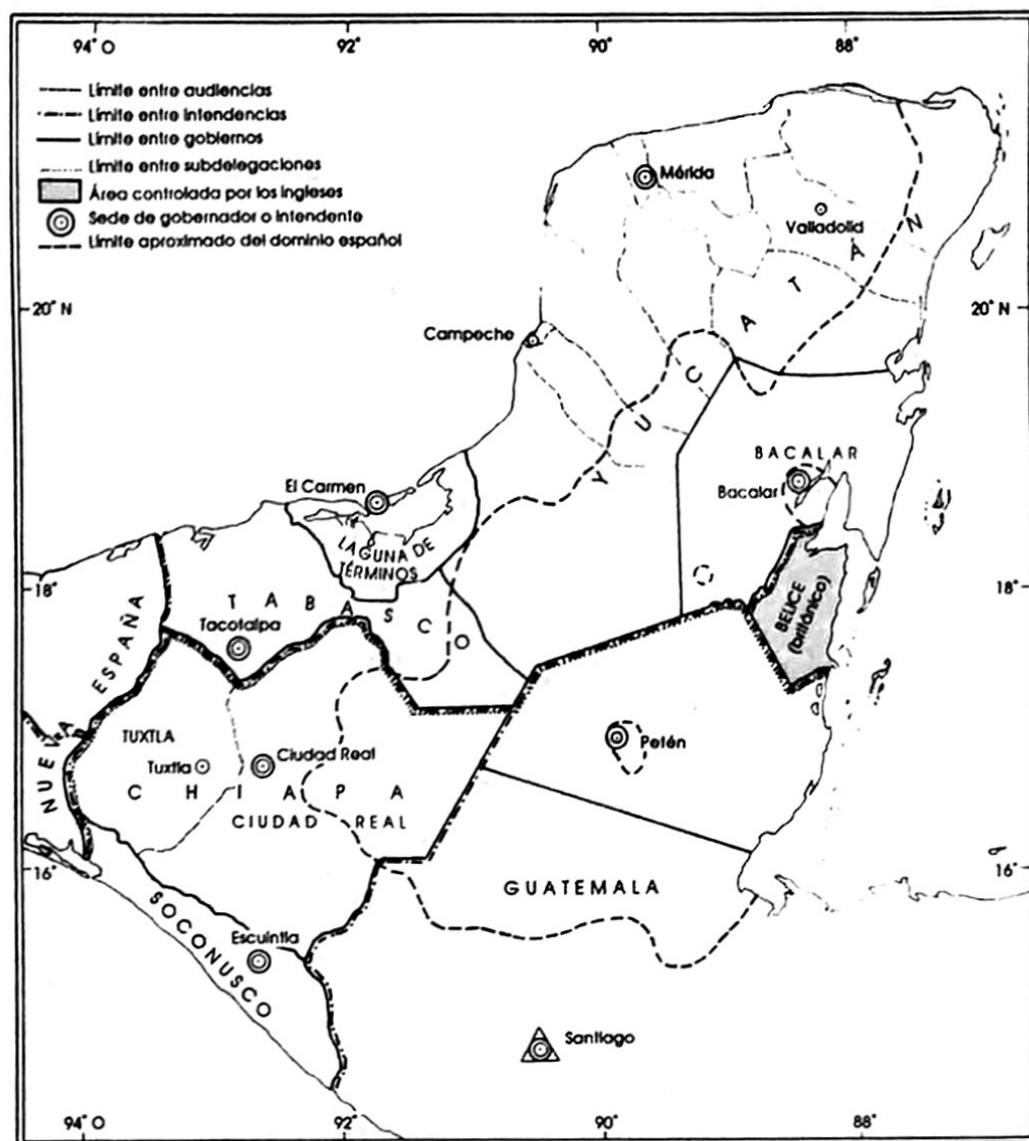 94° O
92°
90°
88°
Límite entre audiencias
Límite entre intendencias
Límite entre gobiernos
Límite entre subdelegaciones
Área controlada por los ingleses
Sede de gobernador o intendente
Límite aproximado del dominio español
Mérida
Valladolid
YUCATÁN
20° N
20° N
Campeche
BACALAR
Bacalar
El Carmen
LAGUNA DE
TÉRMINOS
18°
18°
BELICE
(británico)
TABASCO
Tacotalpa
NUEVA ESPAÑA
TUXTLA
Tuxtla
Ciudad Real
Petén
CHIAPA
CIUDAD REAL
16°
16°
GUATEMALA
SOCONUSCO
Escuintla
Santiago
94° O
92°
90°
88°